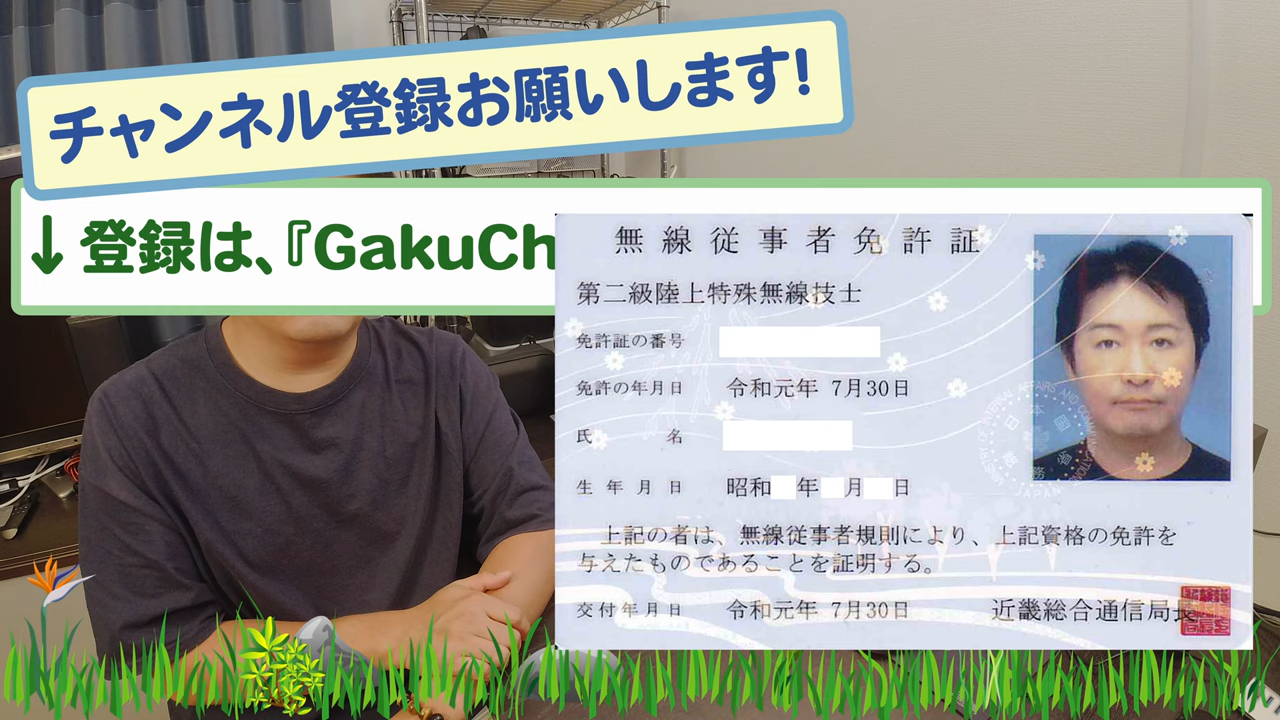 チャンネル登録お願いします!
↓登録は、『GakuCh
無線従事者免許証
第二級陸上特殊無線技士
免許証の番号
免許の年月日 令和元年 7月30日
氏名
生年月日 昭和 年 月 日
上記の者は、無線従事者規則により、上記資格の免許を
与えたものであることを証明する。
交付年月日 令和元年 7月30日 近畿総合通信局長